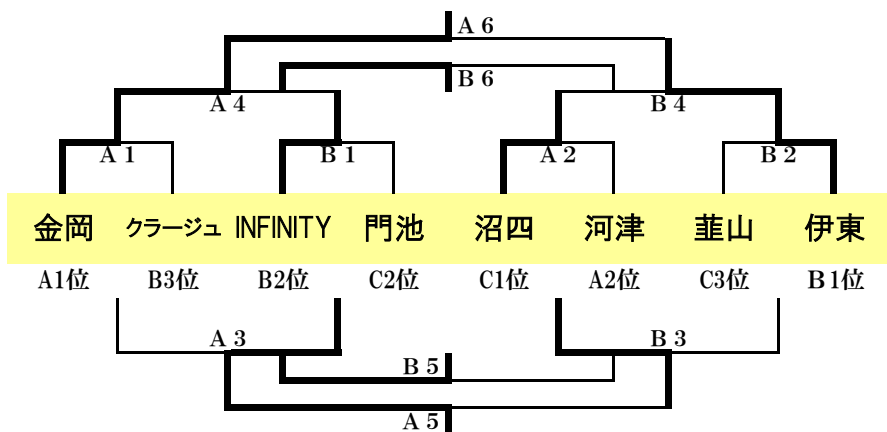 A 6
B 6
A 4 B 4
A 1 B 1 A 2 B 2
金岡 クラージュ INFINITY 門池 沼四 河津 韮山 伊東
A1位 B3位 B2位 C2位 C1位 A2位 C3位 B1位
A 3 B 3
B 5
A 5